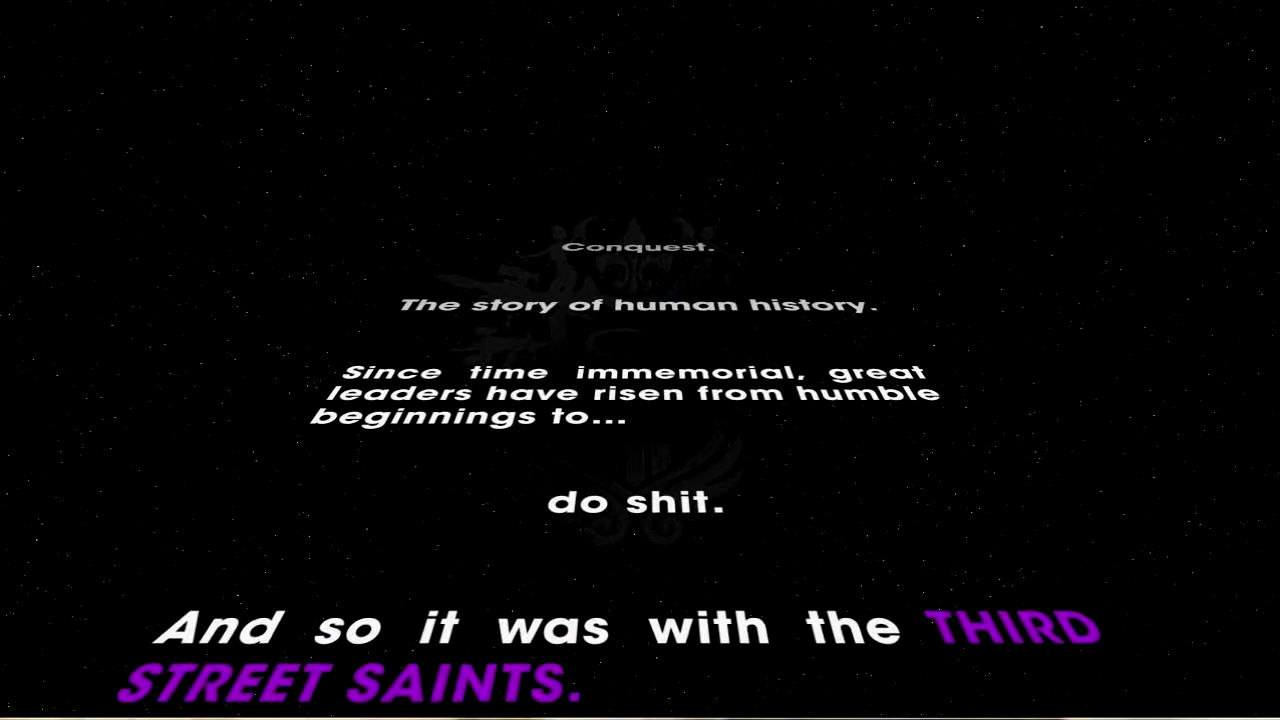 Conquest.
The story of human history.
Since time immemorial, great
leaders have risen from humble
beginnings to...
do shit.
And so it was with the THIRD
STREET SAINTS.